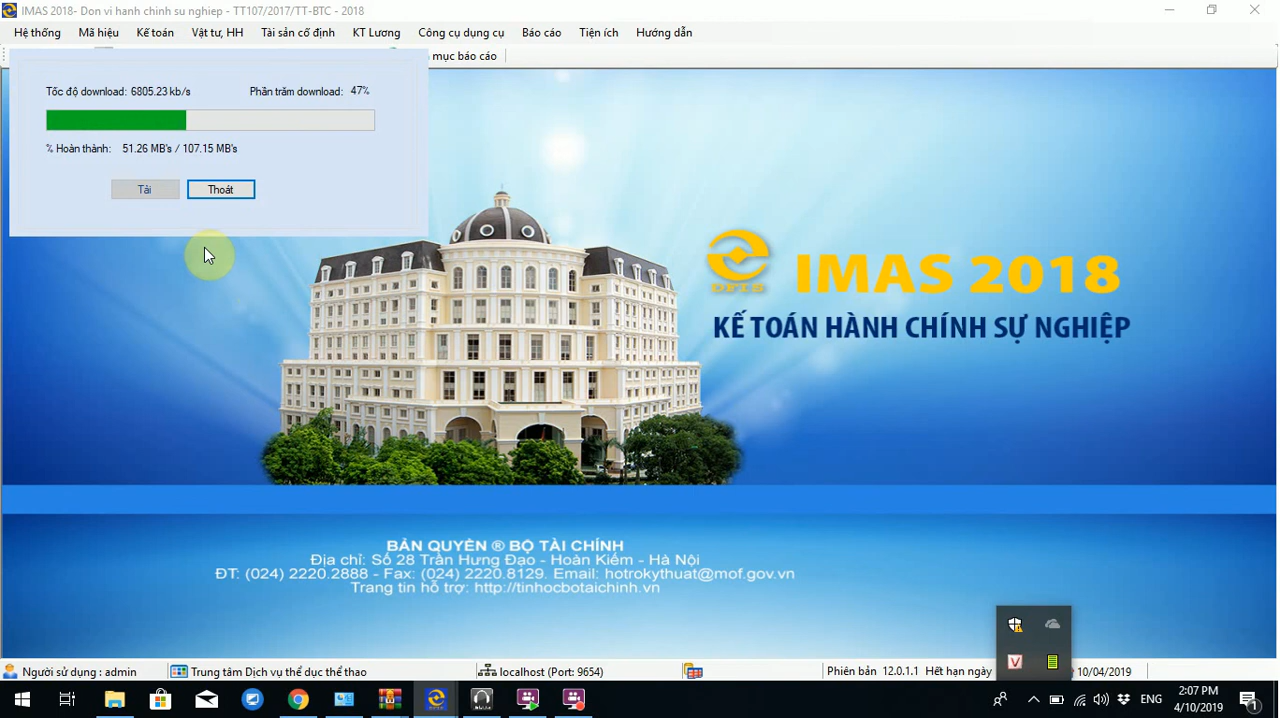 IMAS 2018- Don vi hanh chinh su nghiep - TT107/2017/TT-BTC - 2018
Hệ thống Mã hiệu Kế toán Vật tư, HH Tài sản cố định KT Lương Công cụ dụng cụ Báo cáo Tiện ích Hướng dẫn
mục báo cáo
Tốc độ download: 6805.23 kb/s Phần trăm download: 47%
% Hoàn thành: 51.26 MB's / 107.15 MB's
Tải Thoát
DFIS
IMAS 2018
KẾ TOÁN HÀNH CHÍNH SỰ NGHIỆP
BẢN QUYỀN ® BỘ TÀI CHÍNH
Địa chỉ: Số 28 Trần Hưng Đạo - Hoàn Kiếm - Hà Nội
ĐT: (024) 2220.2888 - Fax: (024) 2220.8129. Email: hotrokythuat@mof.gov.vn
Trang tin hỗ trợ: http://tinhocbotaichinh.vn
Người sử dụng : admin Trung tâm Dịch vụ thể dục thể thao localhost (Port: 9654) Phiên bản 12.0.1.1 Hết hạn ngày 10/04/2019
ENG 2:07 PM
4/10/2019 1